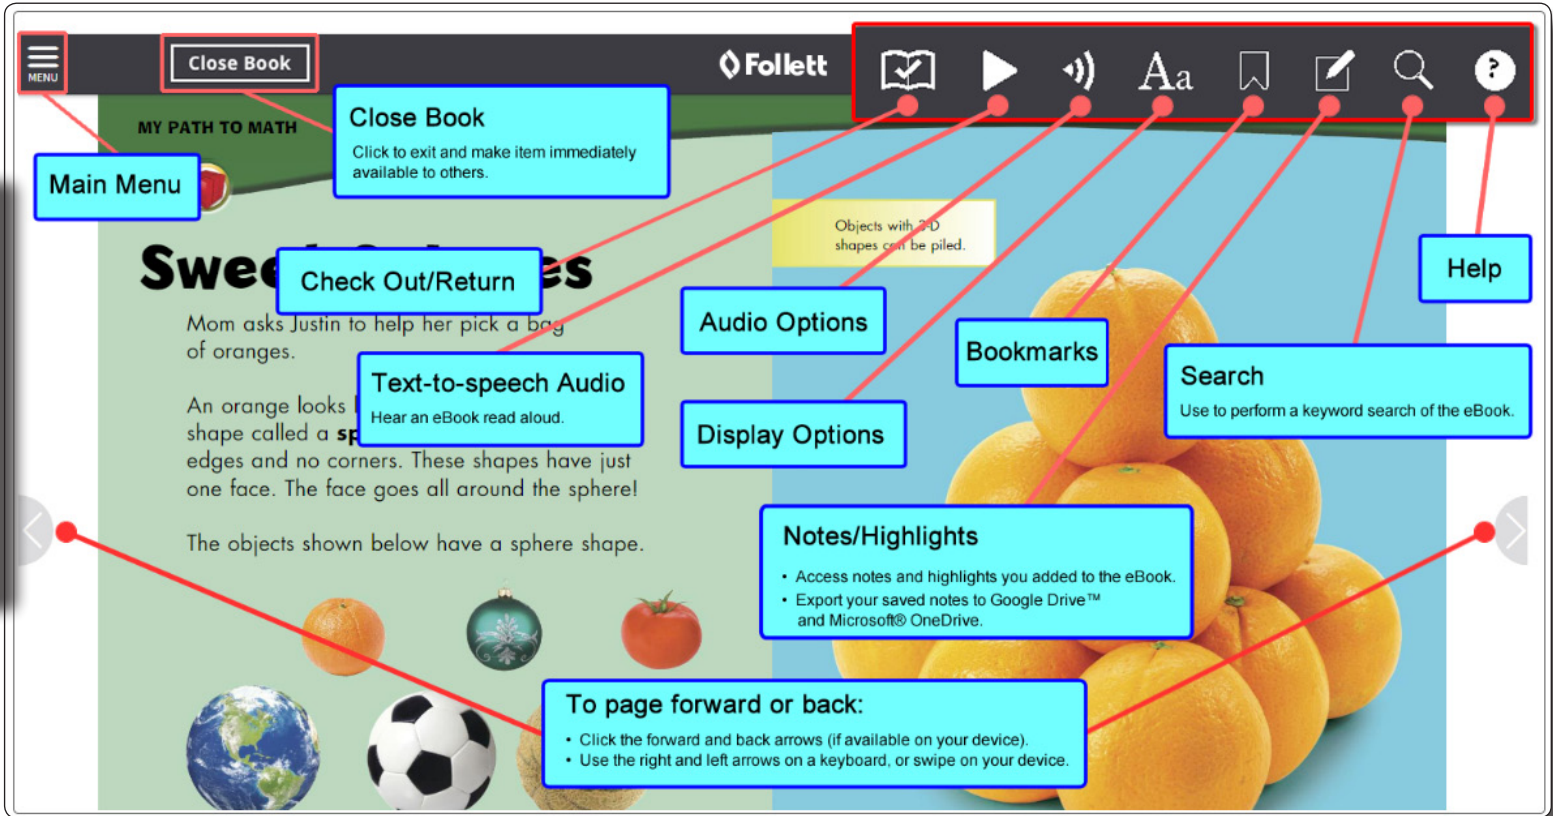 MENU
Close Book
Follett
Aa
?
MY PATH TO MATH
Close Book
Click to exit and make item immediately
available to others.
Main Menu
Objects with 3-D
shapes can be piled.
Check Out/Return
Help
Mom asks Justin to help her pick a bag
of oranges.
Audio Options
Bookmarks
Search
Use to perform a keyword search of the eBook.
Text-to-speech Audio
Hear an eBook read aloud.
Display Options
An orange looks
shape called a
edges and no corners. These shapes have just
one face. The face goes all around the sphere!
The objects shown below have a sphere shape.
Notes/Highlights
• Access notes and highlights you added to the eBook.
• Export your saved notes to Google Drive™
and Microsoft® OneDrive.
To page forward or back:
• Click the forward and back arrows (if available on your device).
• Use the right and left arrows on a keyboard, or swipe on your device.